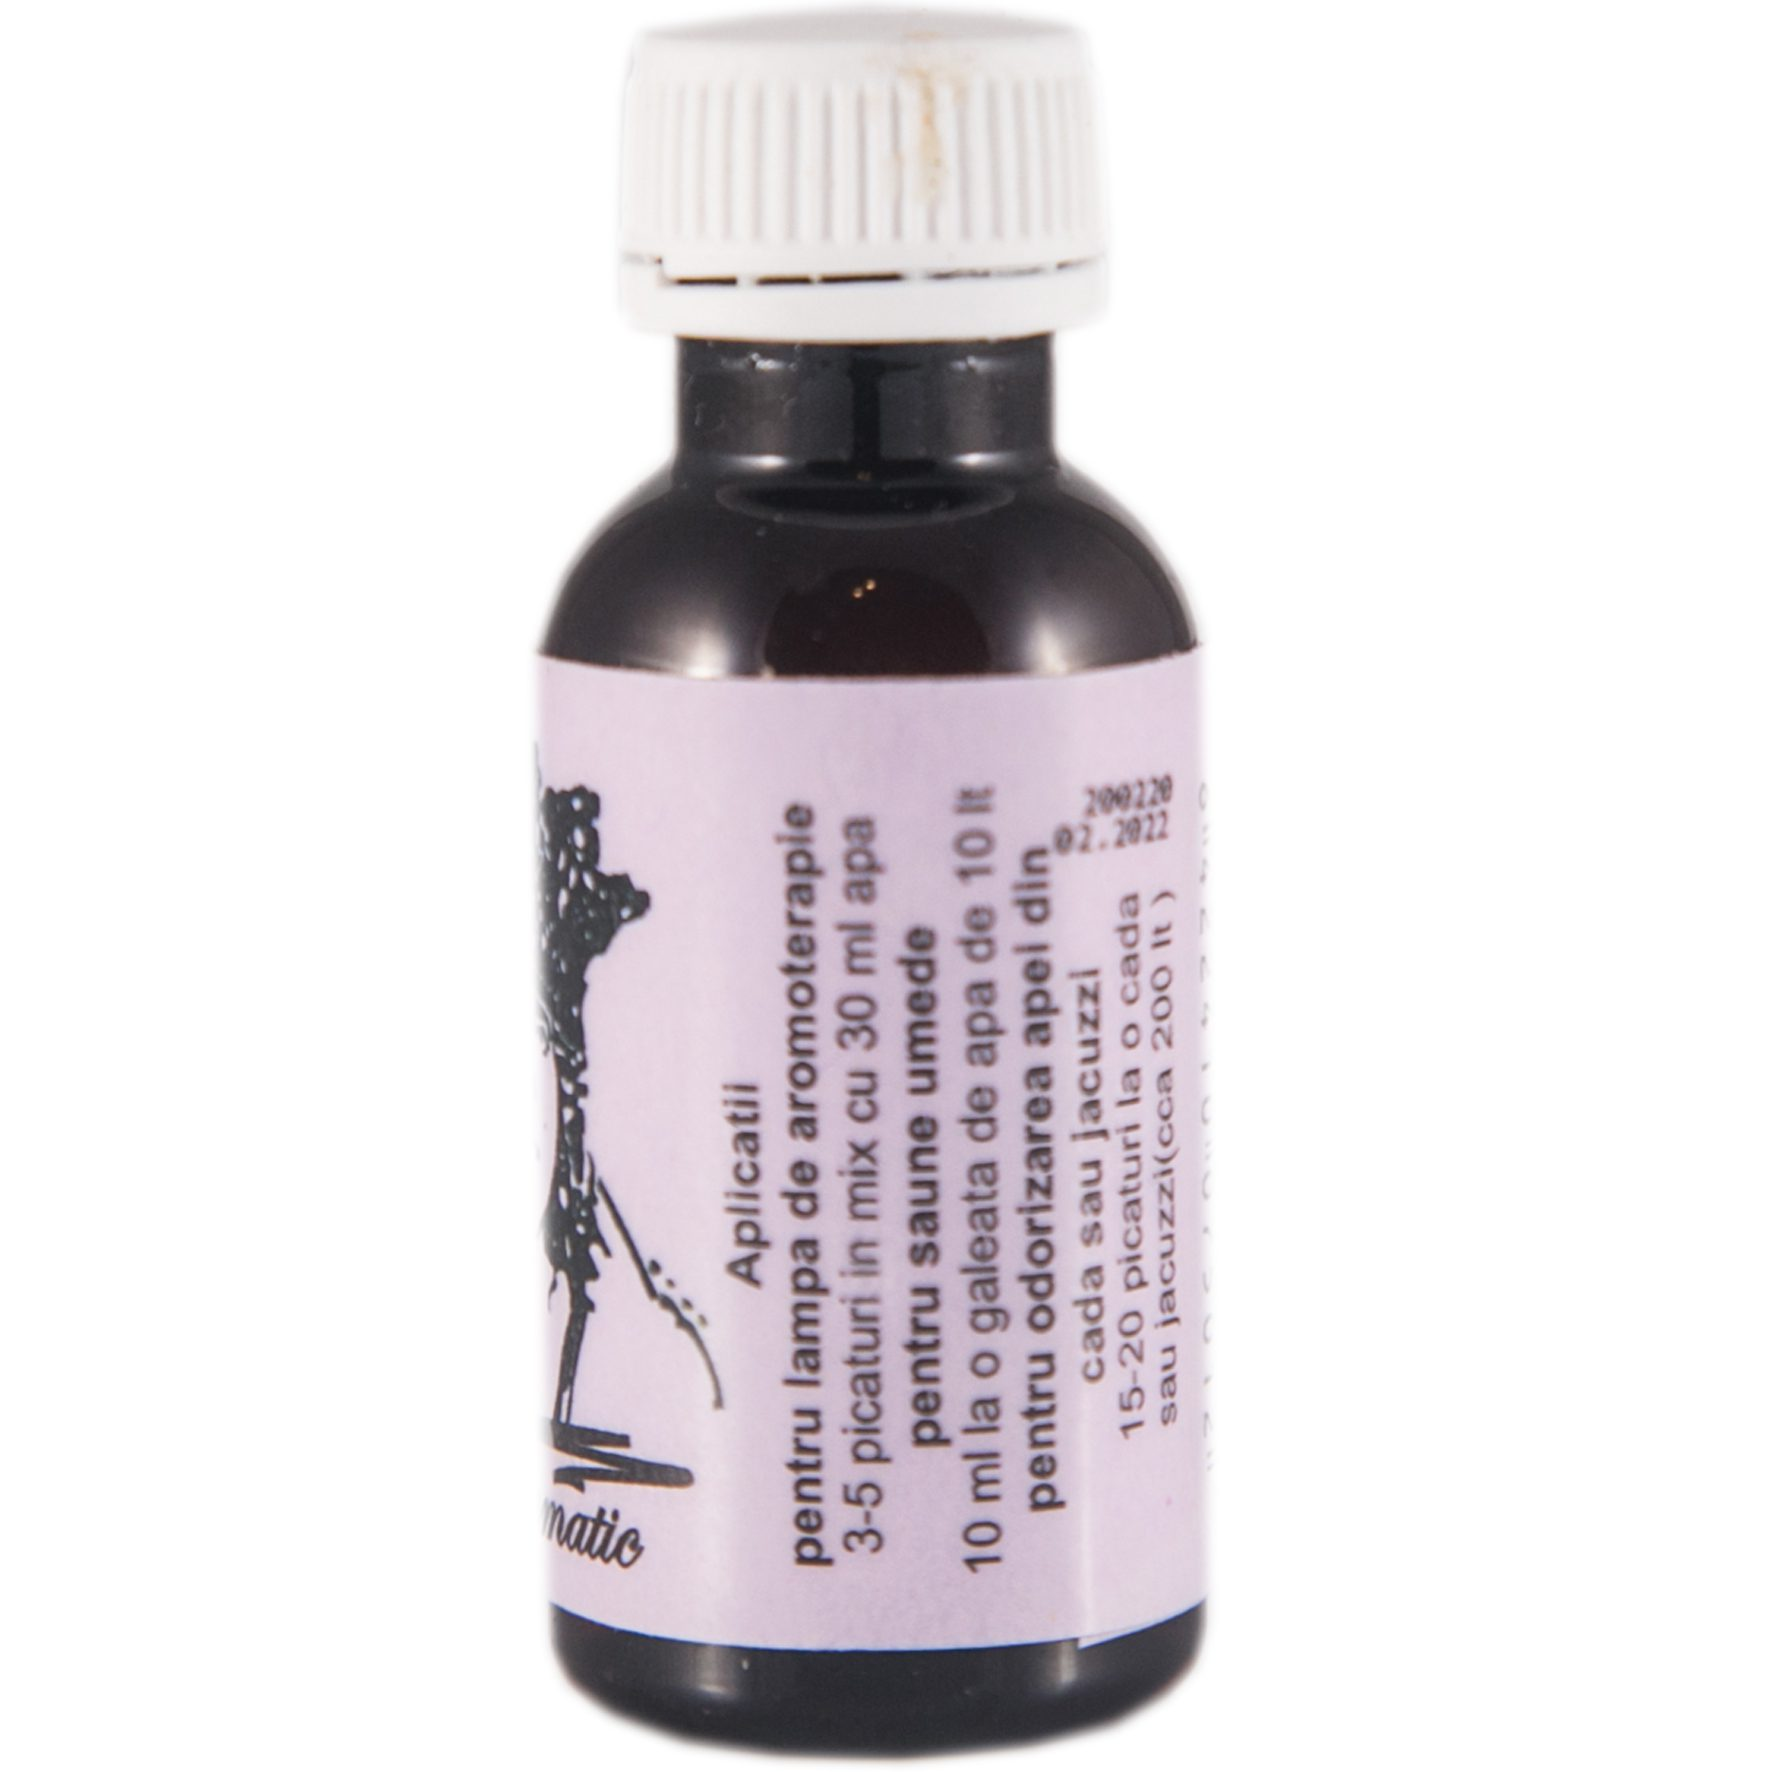 Aplicatii
pentru lampa de aromoterapie
3-5 picaturi in mix cu 30 ml apa
pentru saune umede
10 ml la o galeata de apa de 10 lt
pentru odorizarea apei din
cada sau jacuzzi
15-20 picaturi la o cada
sau jacuzzi(cca 200 lt )
200220
02.2022
matic